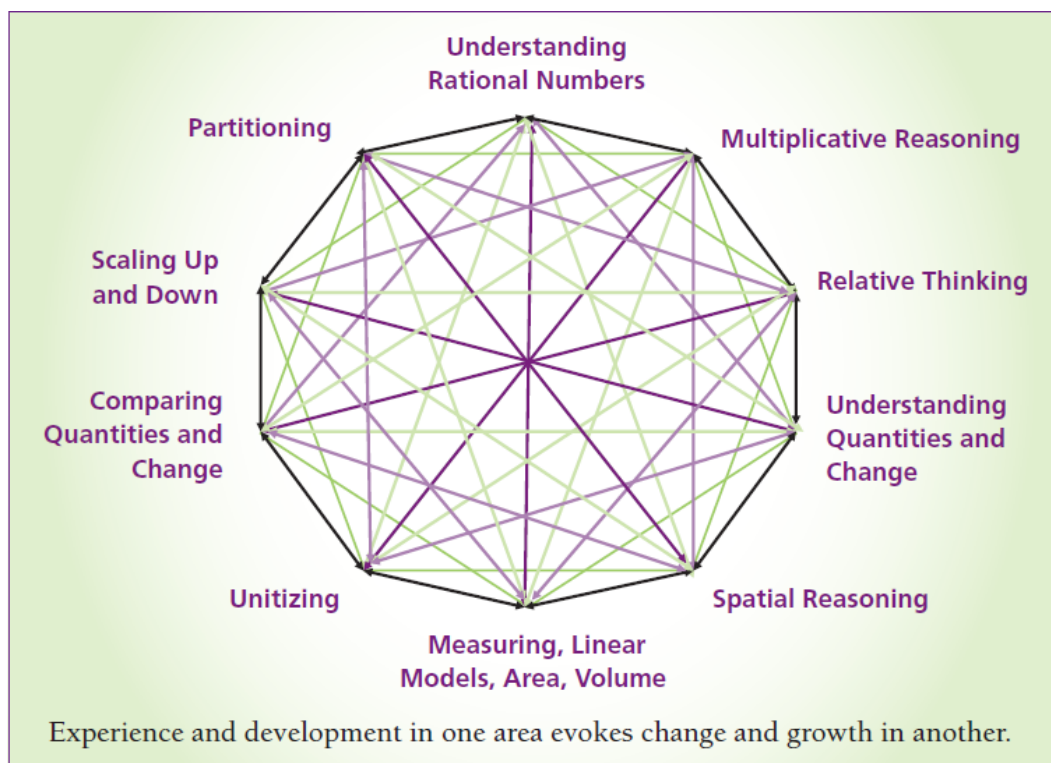 Understanding
Rational Numbers
Partitioning
Multiplicative Reasoning
Scaling Up
and Down
Relative Thinking
Comparing
Quantities and
Change
Understanding
Quantities and
Change
Unitizing
Spatial Reasoning
Measuring, Linear
Models, Area, Volume
Experience and development in one area evokes change and growth in another.